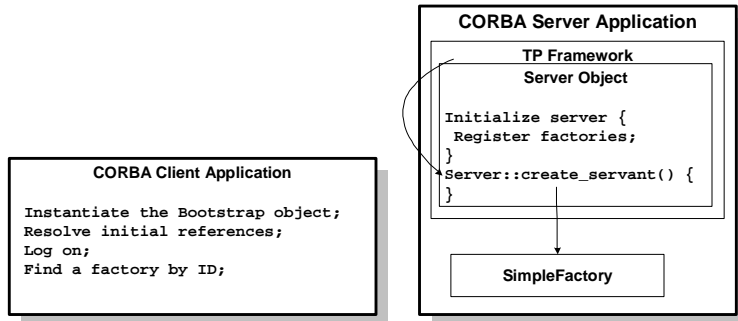 CORBA Client Application
Instantiate the Bootstrap object;
Resolve initial references;
Log on;
Find a factory by ID;
CORBA Server Application
TP Framework
Server Object
Initialize server {
Register factories;
}
Server::create_servant() {
}
SimpleFactory